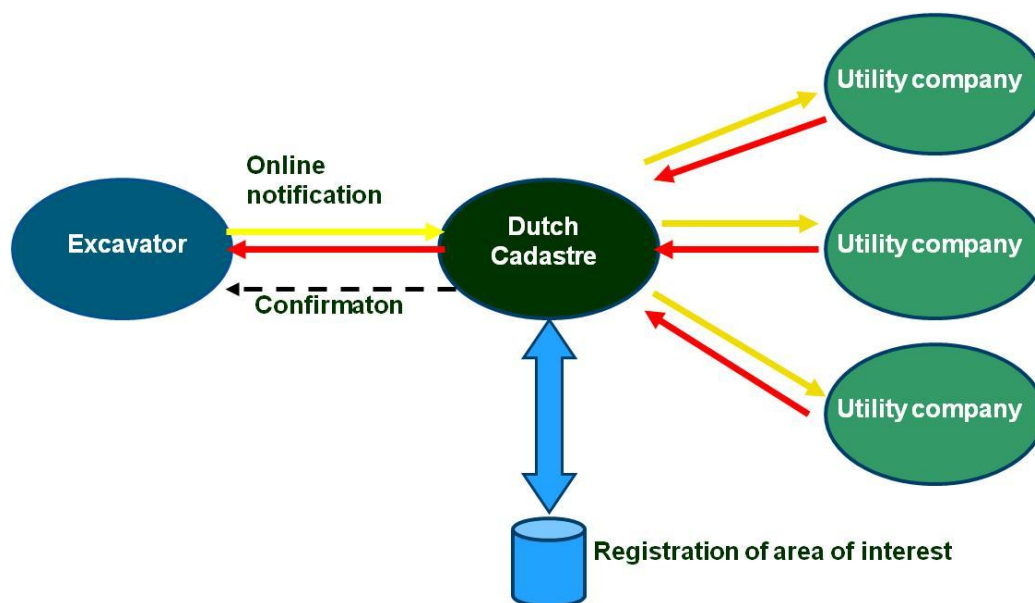 Utility company
Online
notification
Excavator
Dutch
Cadastre
Utility company
Confirmaton
Utility company
Registration of area of interest